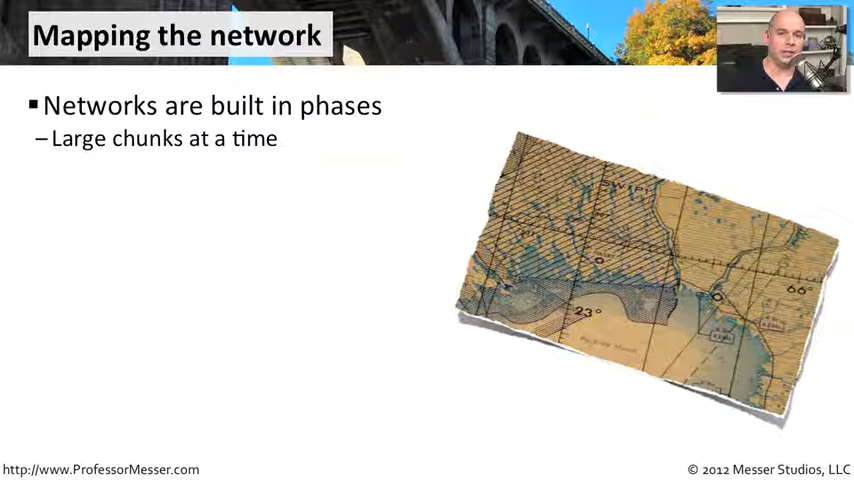 Mapping the network
▪Networks are built in phases
–Large chunks at a time
23°
66°
http://www.ProfessorMesser.com
© 2012 Messer Studios, LLC